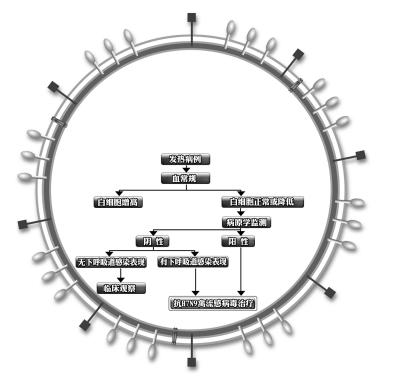 发热病例
血常规
白细胞增高
白细胞正常或降低
病原学监测
阴 性
阳 性
无下呼吸道感染表现
有下呼吸道感染表现
临床观察
抗H7N9禽流感病毒治疗